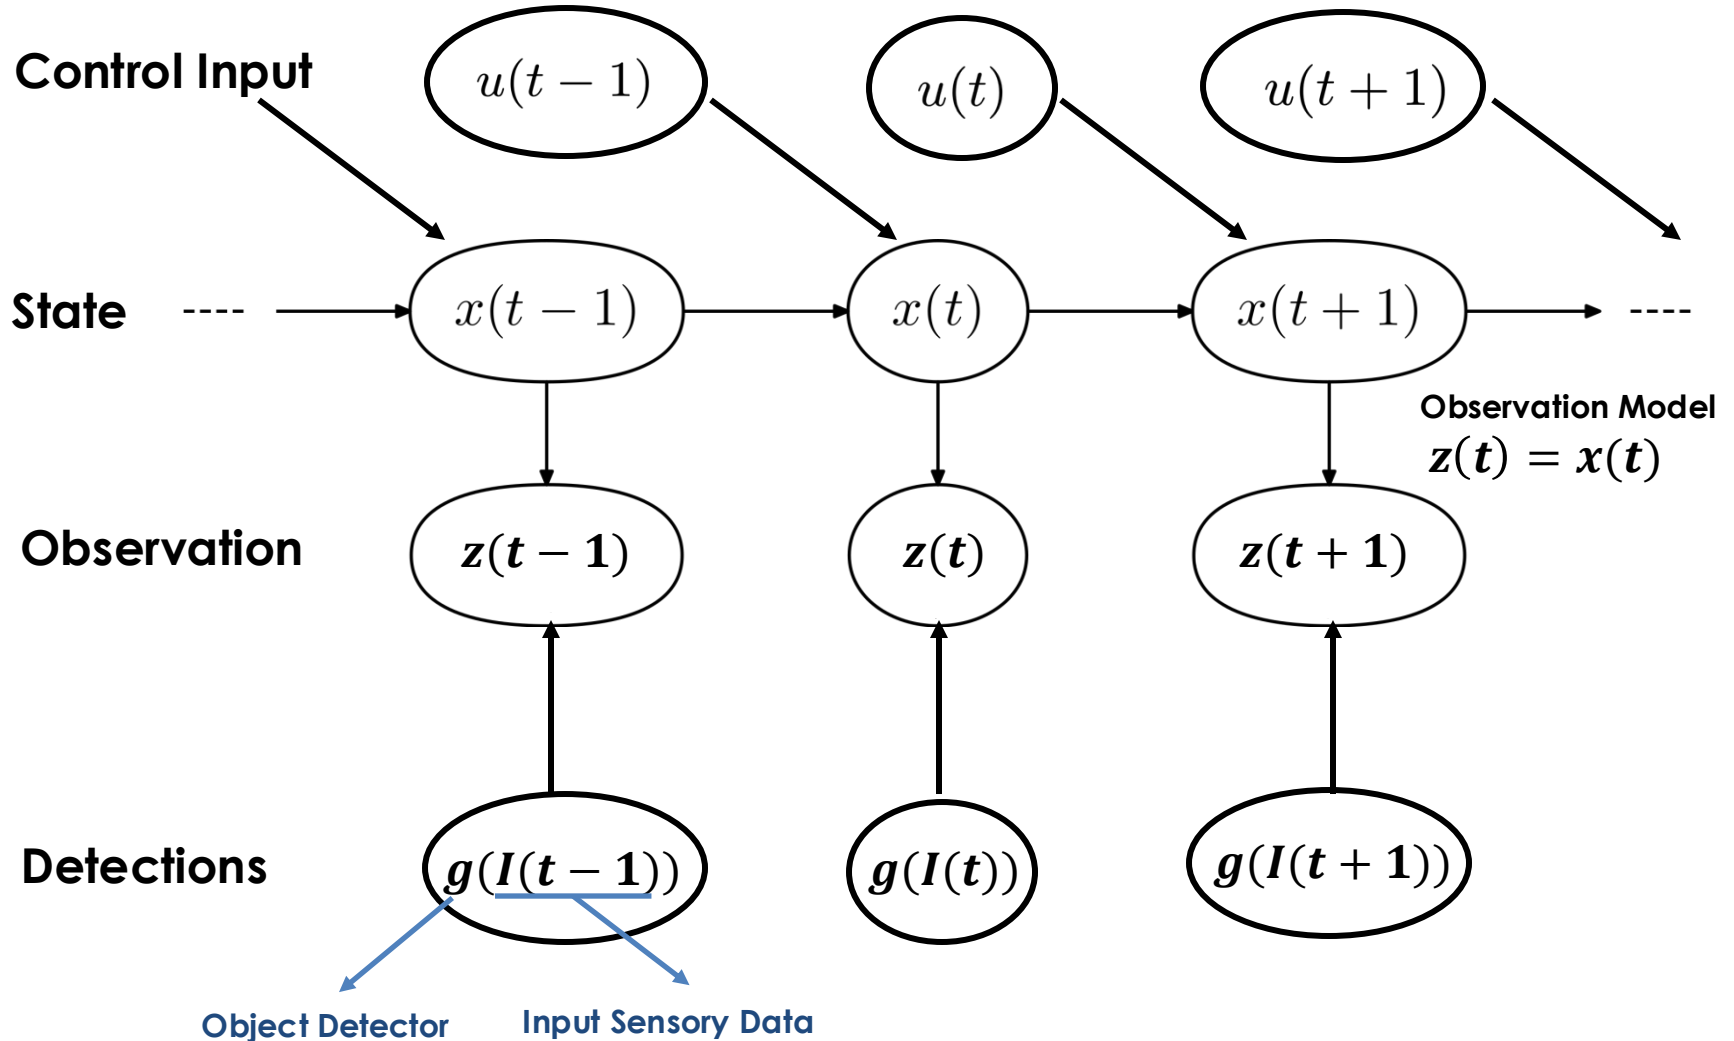 Control Input
u(t − 1)
u(t)
u(t + 1)
State
----
x(t − 1)
x(t)
x(t + 1)
----
Observation Model
z(t) = x(t)
Observation
z(t − 1)
z(t)
z(t + 1)
Detections
g(I(t − 1))
g(I(t))
g(I(t + 1))
Object Detector
Input Sensory Data